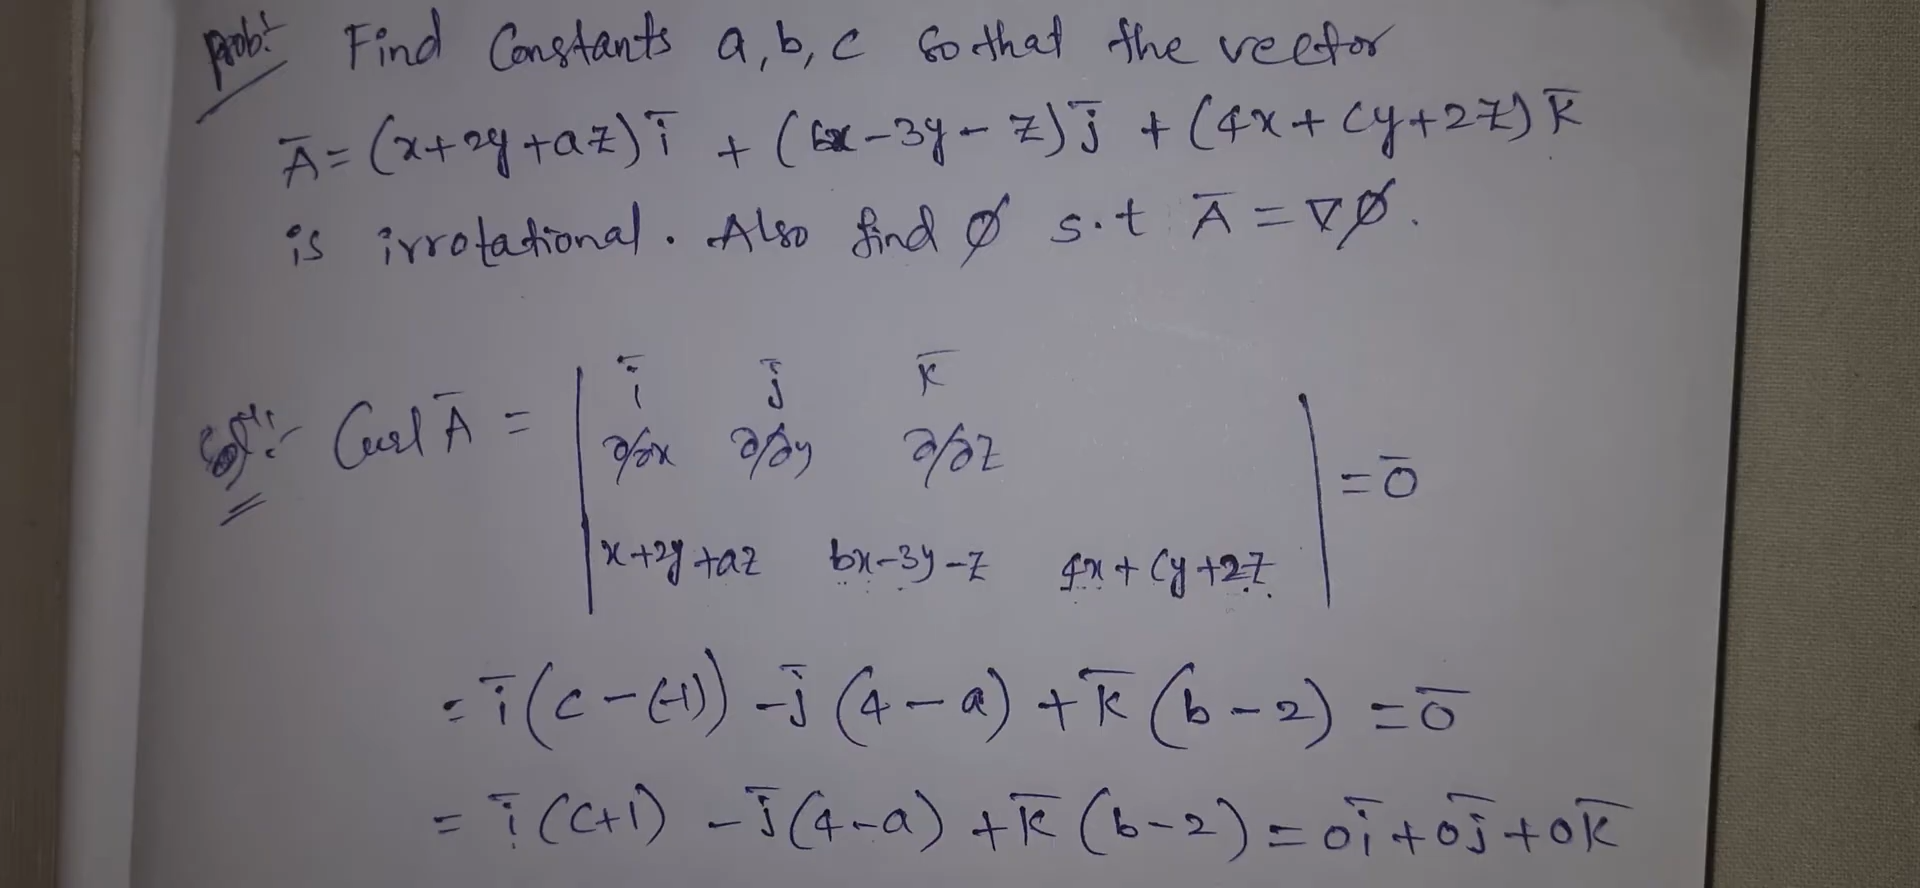 Prob:- Find Constants a, b, c so that the vector
A̅ = (x+2y+az) i̅ + (bx-3y-z) j̅ + (4x+cy+2z) k̅
is irrotational. Also find ∅ s.t A̅ = ∇∅.
Sol:- Curl A̅ = | i̅ j̅ k̅
∂/∂x ∂/∂y ∂/∂z | = 0̅
x+2y+az bx-3y-z 4x+cy+2z
= i̅ (c-(-1)) - j̅ (4-a) + k̅ (b-2) = 0̅
= i̅ (c+1) - j̅ (4-a) + k̅ (b-2) = 0i̅ + 0j̅ + 0k̅